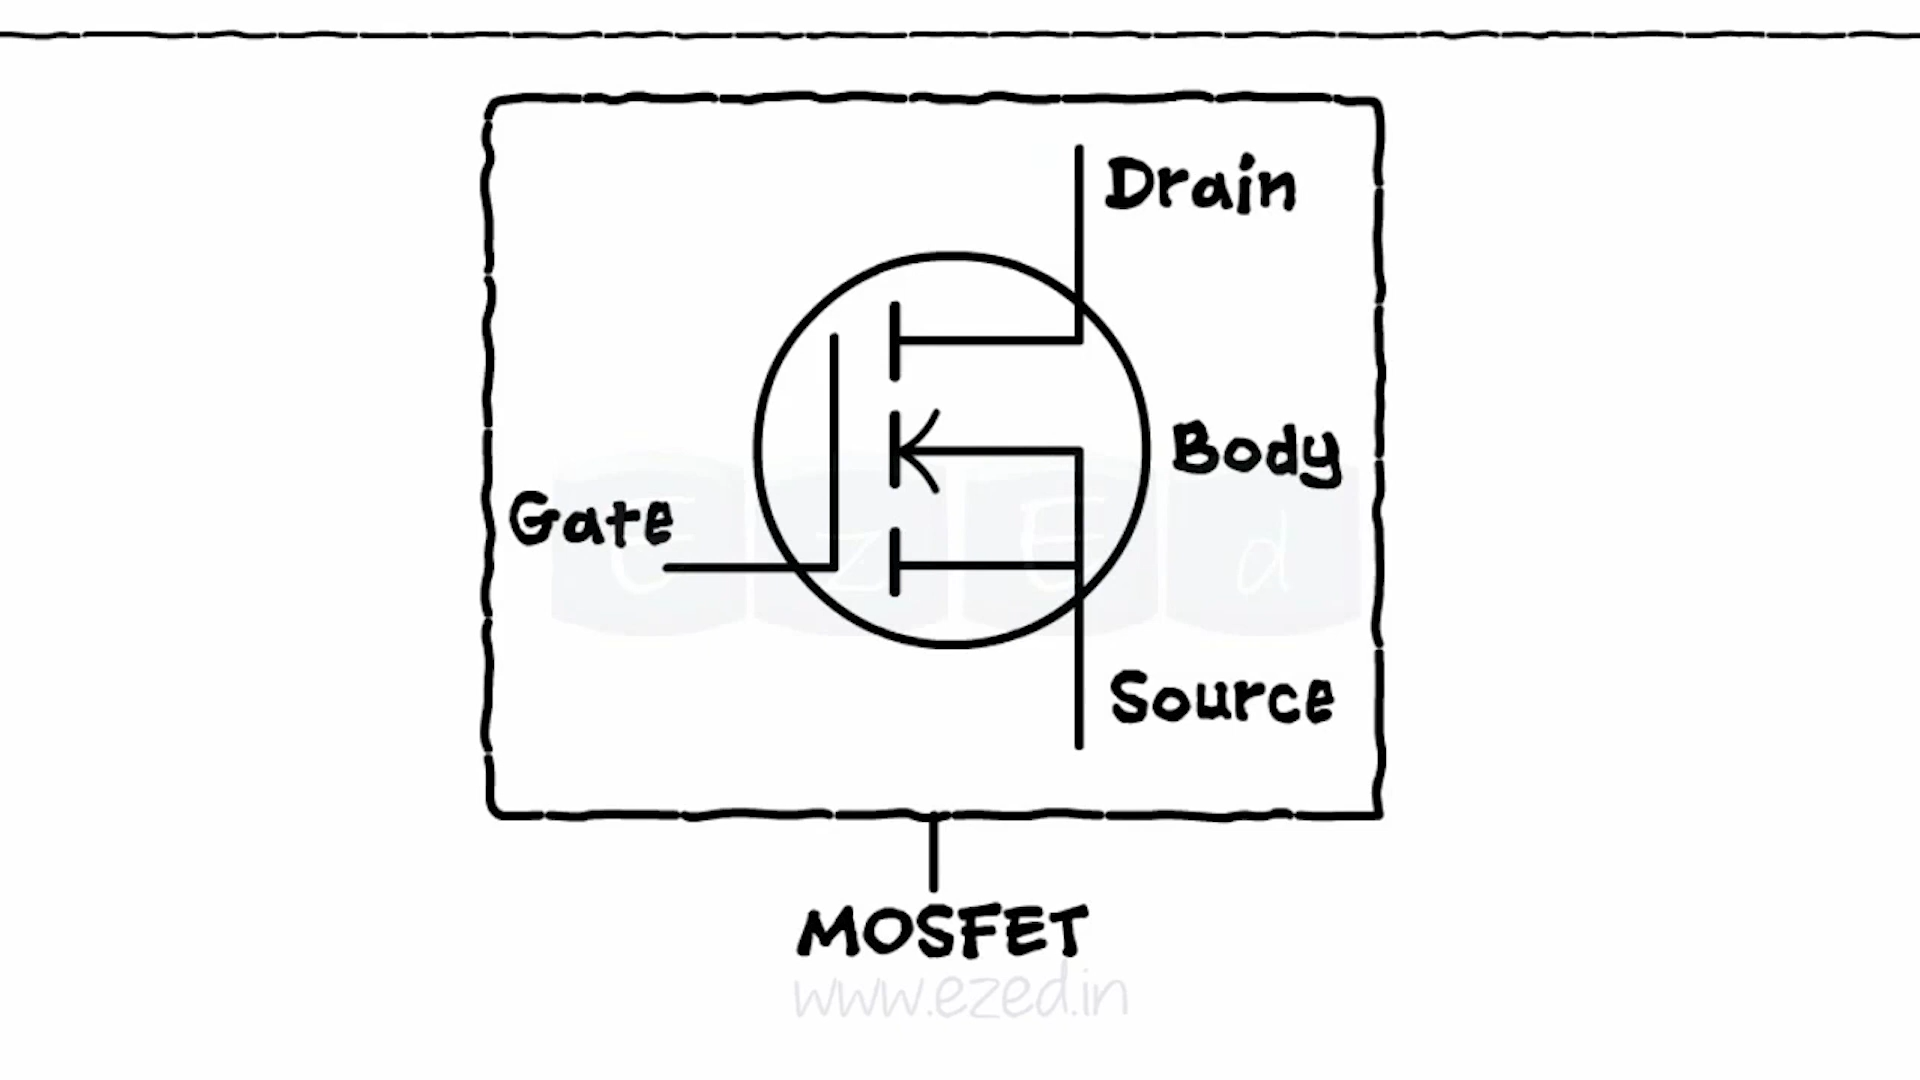 Drain
Body
Gate
E z E d
Source
MOSFET
www.ezed.in